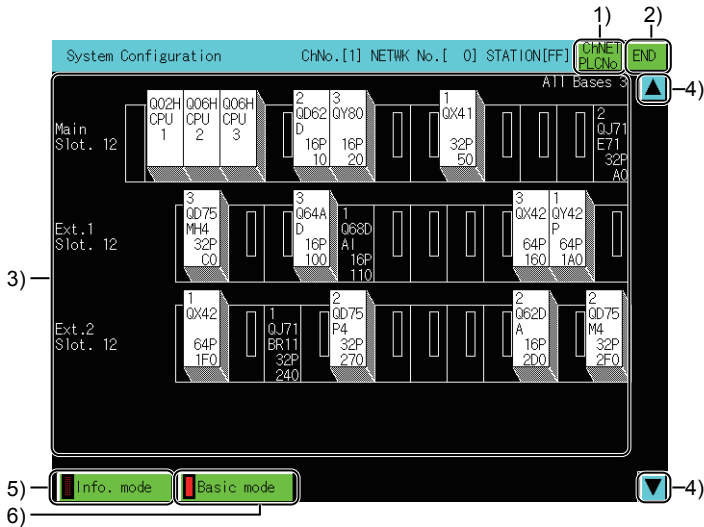 1) 2)
System Configuration ChNo.[1] NETWK No.[ 0] STATION[FF] ChNET PLCNo. END
All Bases 3
4)
Main
Slot. 12
Q02H
CPU
1
Q06H
CPU
2
Q06H
CPU
3
2
QD62
D
16P
10
3
QY80
16P
20
1
QX41
32P
50
2
QJ71
E71
32P
A0
3)
Ext.1
Slot. 12
3
QD75
MH4
32P
C0
3
Q64A
D
16P
100
1
Q68D
AI
16P
110
3
QX42
64P
160
1
QY42
P
64P
1A0
Ext.2
Slot. 12
1
QX42
64P
1F0
1
QJ71
BR11
32P
240
2
QD75
P4
32P
270
2
Q62D
A
16P
2D0
2
QD75
M4
32P
2F0
5)
Info. mode
Basic mode
4)
6)